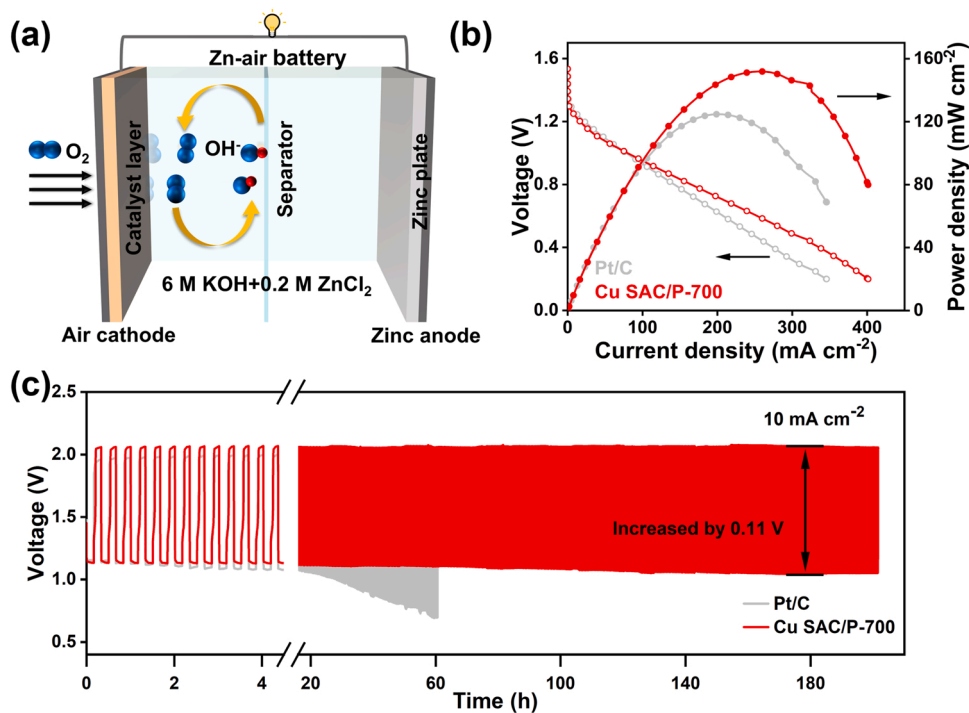 (a)
Zn-air battery
O₂
Catalyst layer
OH⁻
Separator
Zinc plate
6 M KOH+0.2 M ZnCl₂
Air cathode
Zinc anode
(b)
Voltage (V)
1.6
1.2
0.8
0.4
0.0
0
100
200
300
400
Current density (mA cm⁻²)
160
120
80
40
0
Power density (mW cm⁻²)
Pt/C
Cu SAC/P-700
(c)
Voltage (V)
2.5
2.0
1.5
1.0
0.5
0
2
4
20
60
100
140
180
Time (h)
10 mA cm⁻²
Increased by 0.11 V
Pt/C
Cu SAC/P-700